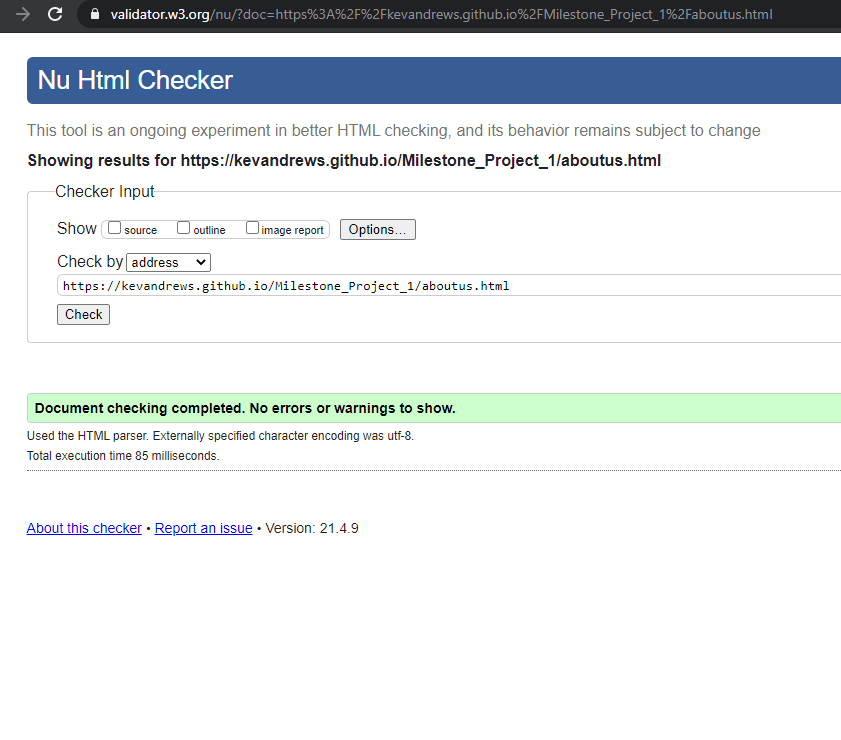 validator.w3.org/nu/?doc=https%3A%2F%2Fkevandrews.github.io%2FMilestone_Project_1%2Faboutus.html
Nu Html Checker
This tool is an ongoing experiment in better HTML checking, and its behavior remains subject to change
Showing results for https://kevandrews.github.io/Milestone_Project_1/aboutus.html
Checker Input
Show source outline image report Options...
Check by address
https://kevandrews.github.io/Milestone_Project_1/aboutus.html
Check
Document checking completed. No errors or warnings to show.
Used the HTML parser. Externally specified character encoding was utf-8.
Total execution time 85 milliseconds.
About this checker • Report an issue • Version: 21.4.9